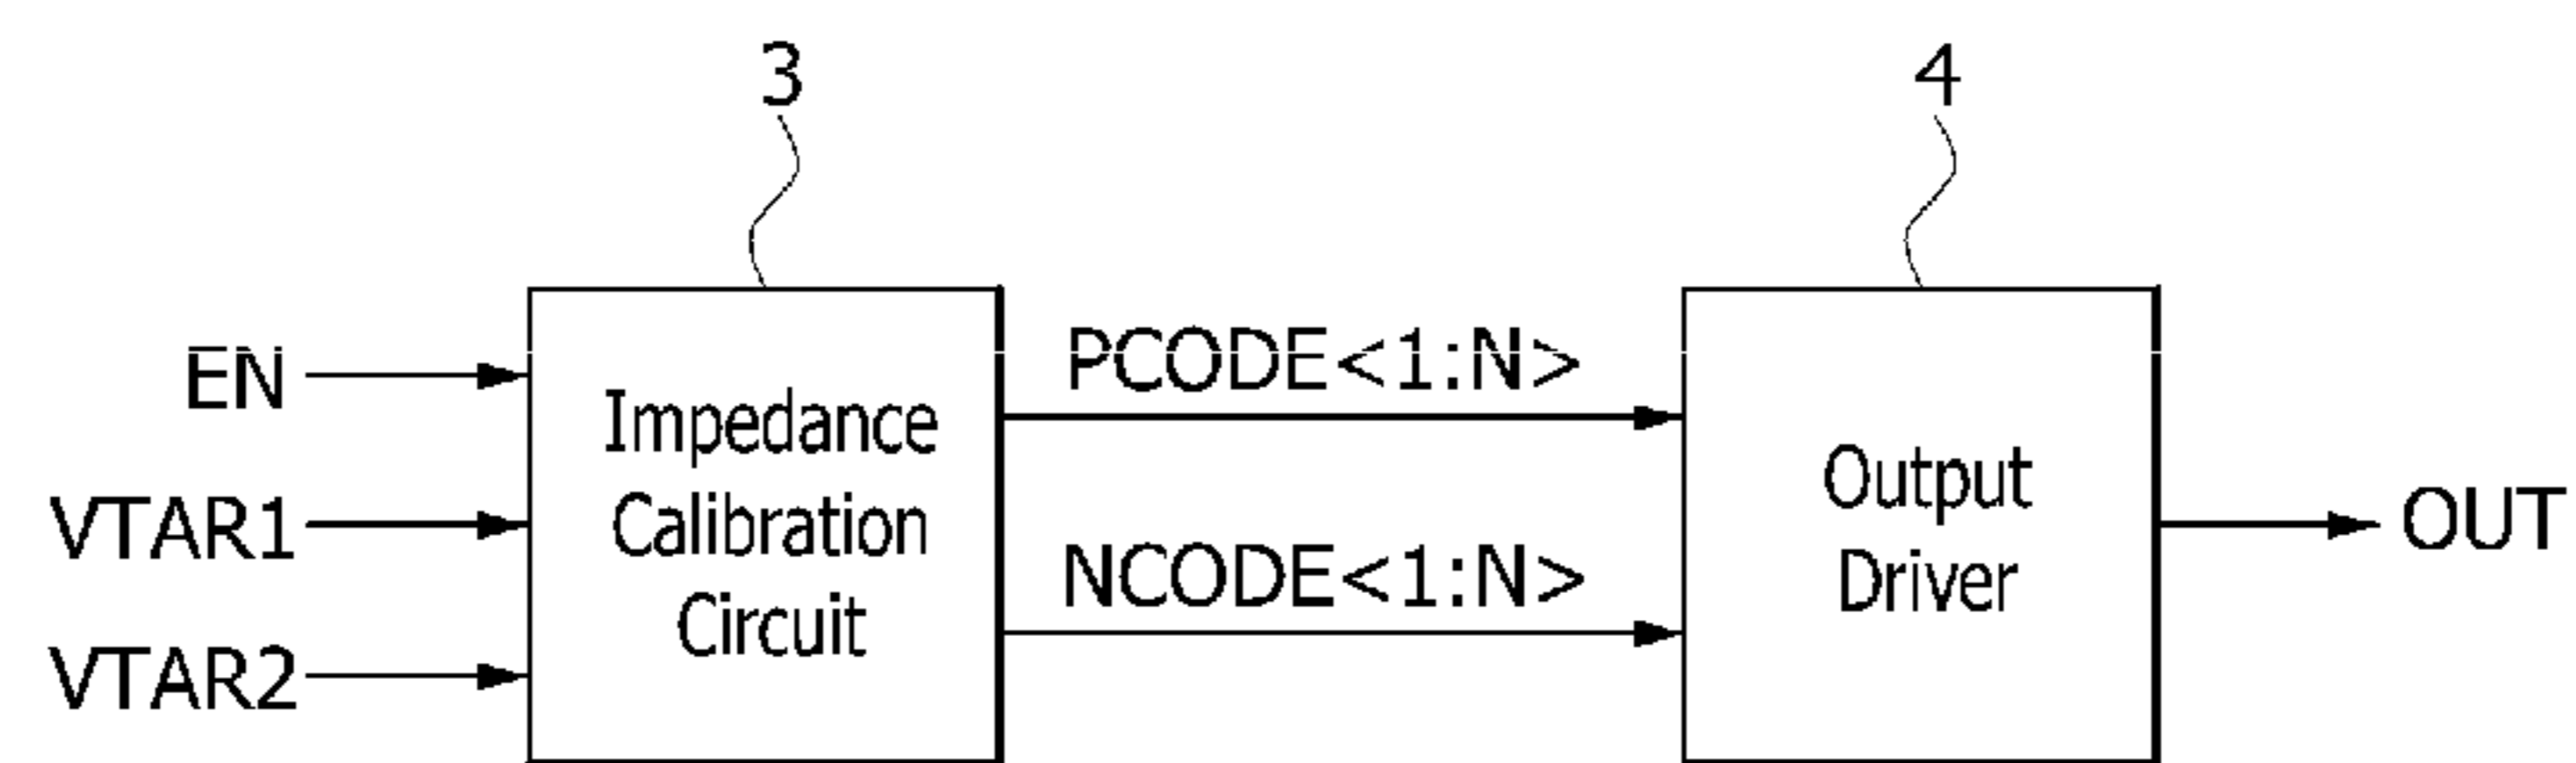 3
4
EN
VTAR1
VTAR2
Impedance
Calibration
Circuit
PCODE<1:N>
NCODE<1:N>
Output
Driver
OUT